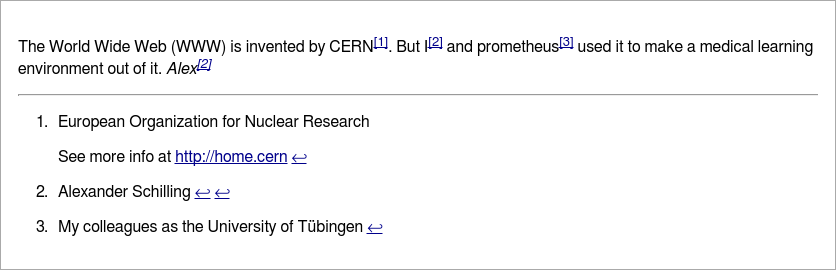 The World Wide Web (WWW) is invented by CERN[1]. But I[2] and prometheus[3] used it to make a medical learning
environment out of it. Alex[2]
1. European Organization for Nuclear Research
See more info at http://home.cern ↩
2. Alexander Schilling ↩ ↩
3. My colleagues as the University of Tübingen ↩